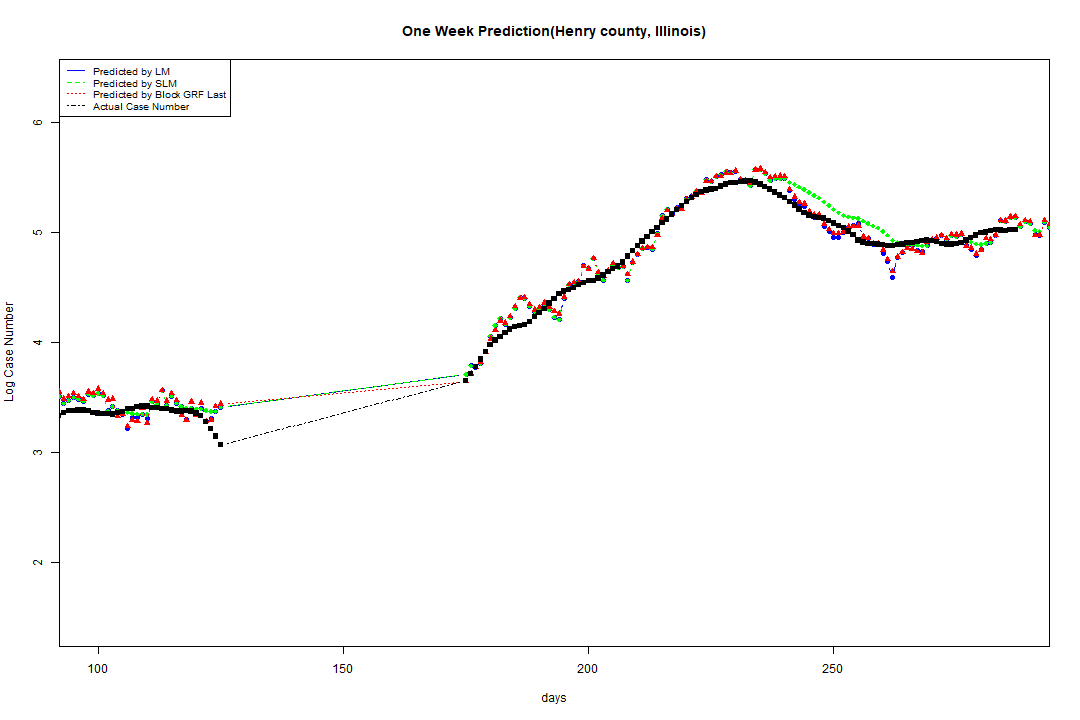 One Week Prediction(Henry county, Illinois)
Predicted by LM
Predicted by SLM
Predicted by Block GRF Last
Actual Case Number
6
5
4
3
2
Log Case Number
100 150 200 250
days